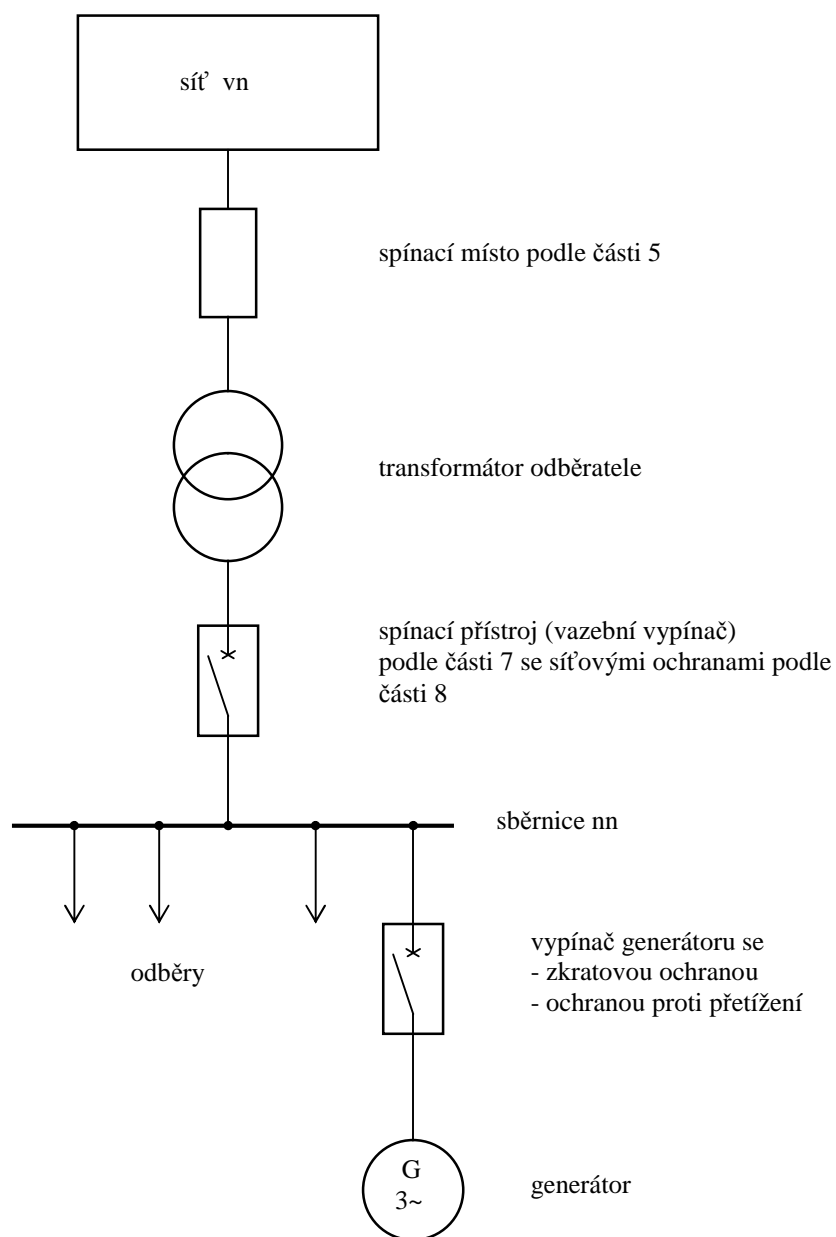 síť vn
spínací místo podle části 5
transformátor odběratele
spínací přístroj (vazební vypínač)
podle části 7 se síťovými ochranami podle
části 8
sběrnice nn
odběry
vypínač generátoru se
- zkratovou ochranou
- ochranou proti přetížení
G
3~
generátor